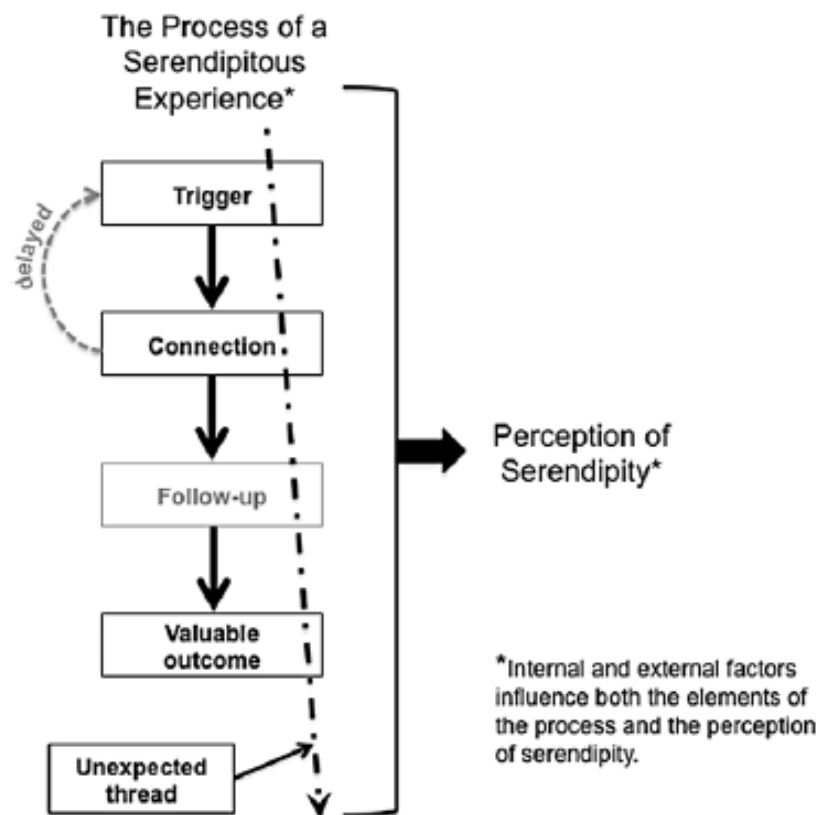 The Process of a
Serendipitous
Experience*
Trigger
delayed
Connection
Follow-up
Valuable
outcome
Unexpected
thread
Perception of
Serendipity*
*Internal and external factors
influence both the elements of
the process and the perception
of serendipity.